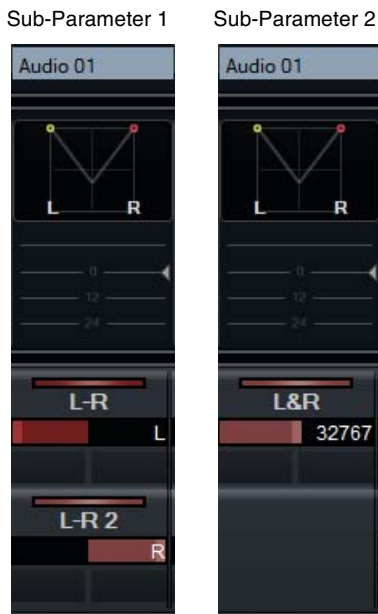 Sub-Parameter 1
Audio 01
L R
0
12
24
L-R
L
L-R 2
R
Sub-Parameter 2
Audio 01
L R
0
12
24
L&R
32767